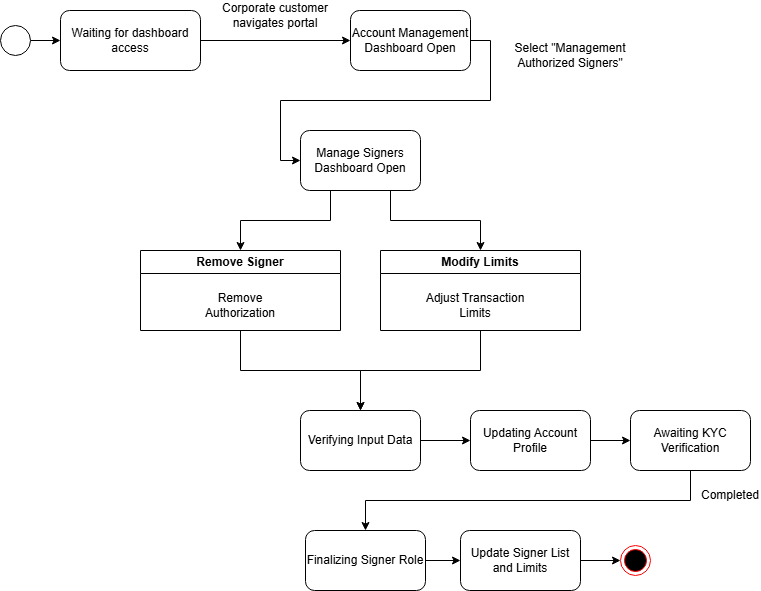 Corporate customer
navigates portal
Waiting for dashboard
access
Account Management
Dashboard Open
Select "Management
Authorized Signers"
Manage Signers
Dashboard Open
Remove Signer
Remove
Authorization
Modify Limits
Adjust Transaction
Limits
Verifying Input Data
Updating Account
Profile
Awaiting KYC
Verification
Completed
Finalizing Signer Role
Update Signer List
and Limits